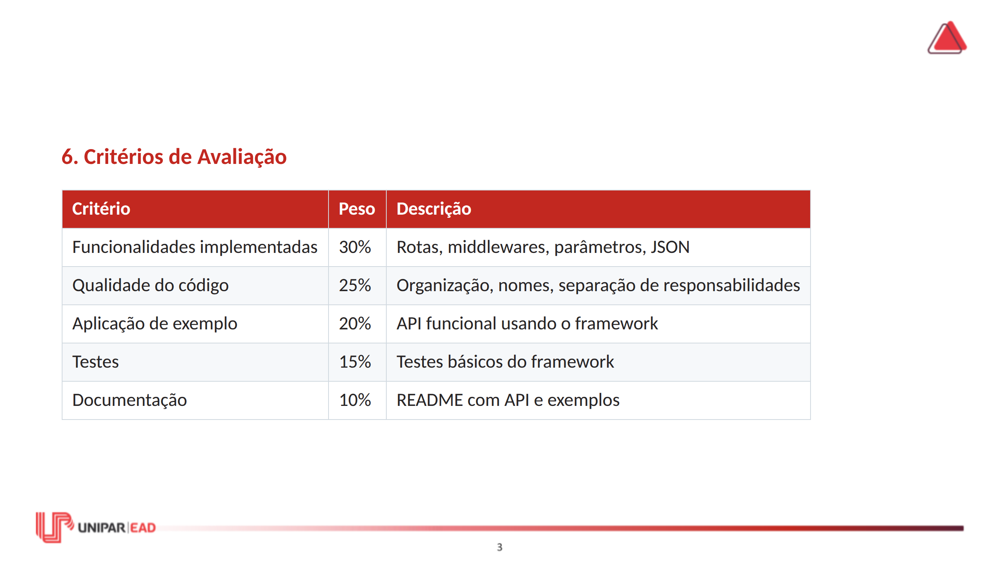 6. Critérios de Avaliação
Critério Peso Descrição
Funcionalidades implementadas 30% Rotas, middlewares, parâmetros, JSON
Qualidade do código 25% Organização, nomes, separação de responsabilidades
Aplicação de exemplo 20% API funcional usando o framework
Testes 15% Testes básicos do framework
Documentação 10% README com API e exemplos
UNIPAR|EAD
3